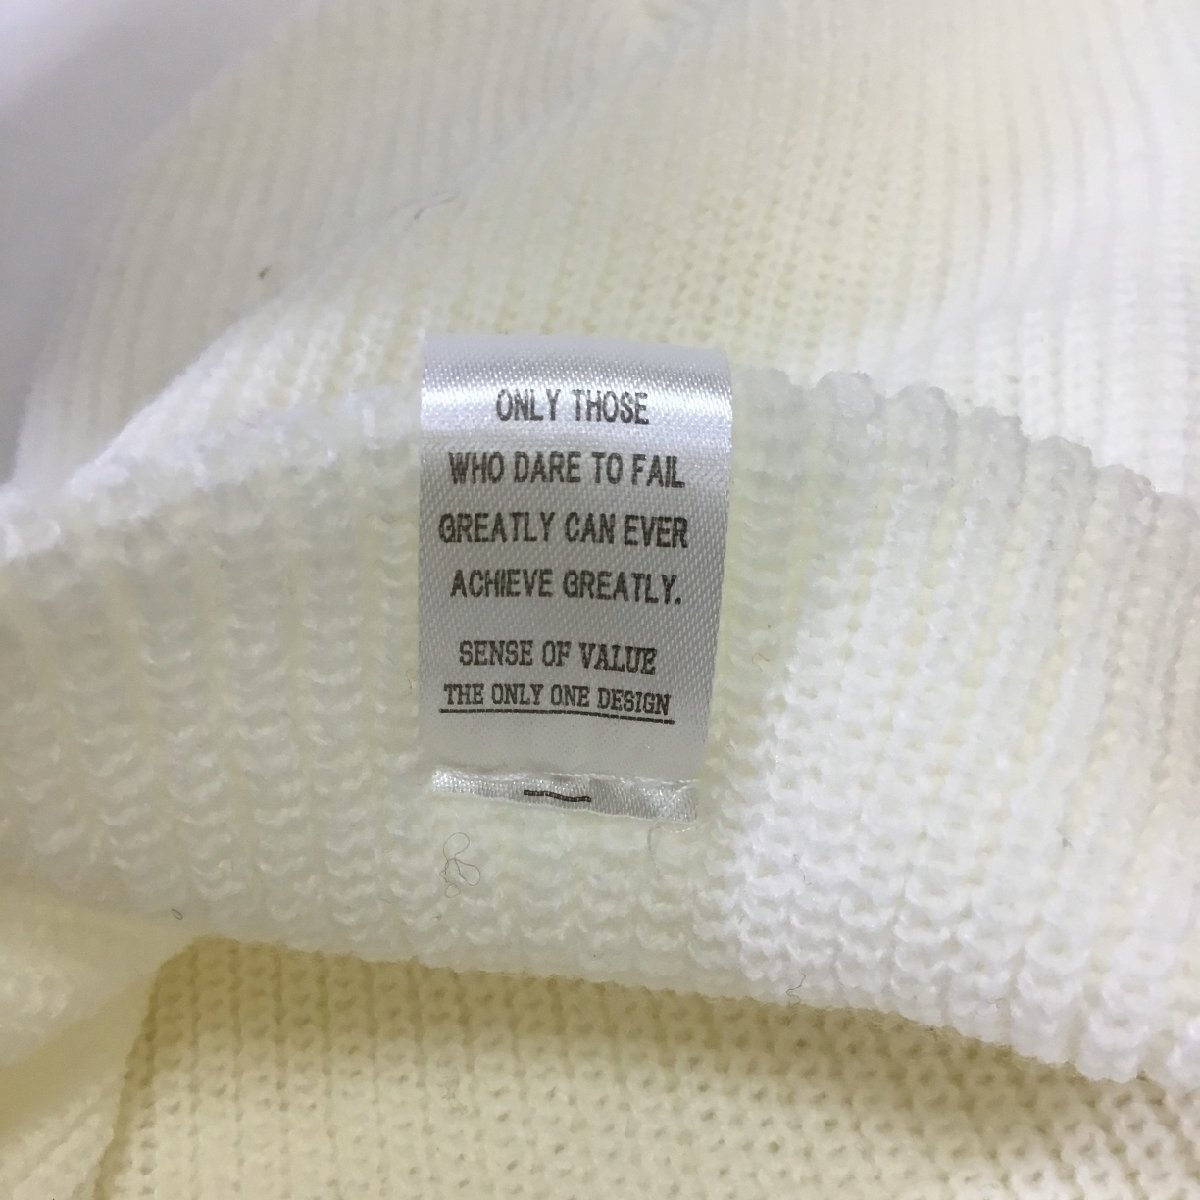 ONLY THOSE
WHO DARE TO FAIL
GREATLY CAN EVER
ACHIEVE GREATLY.
SENSE OF VALUE
THE ONLY ONE DESIGN